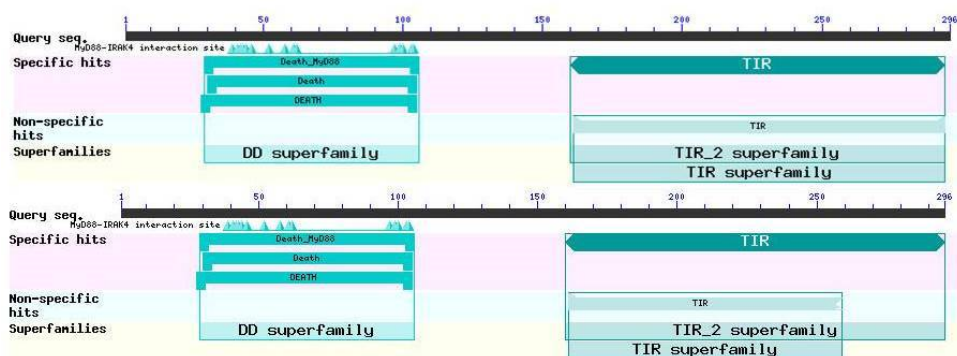 1 50 100 150 200 250 296
Query seq.
MyD88-IRAK4 interaction site
Specific hits Death_MyD88 TIR
Death
DEATH
Non-specific hits TIR
Superfamilies DD superfamily TIR_2 superfamily
TIR superfamily
1 50 100 150 200 250 296
Query seq.
MyD88-IRAK4 interaction site
Specific hits Death_MyD88 TIR
Death
DEATH
Non-specific hits TIR
Superfamilies DD superfamily TIR_2 superfamily
TIR superfamily